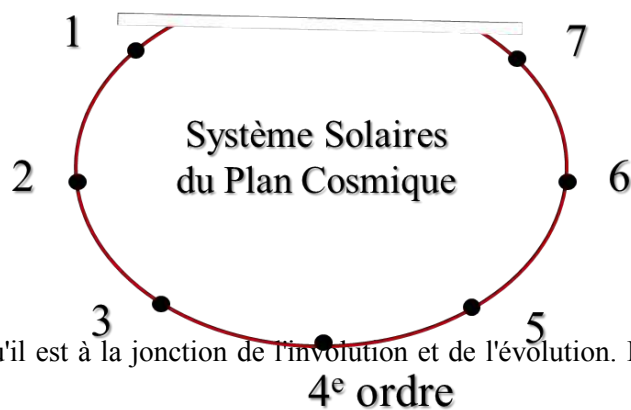 1
7
Système Solaires
du Plan Cosmique
2
6
3
5
u'il est à la jonction de l'involution et de l'évolution.
4e ordre